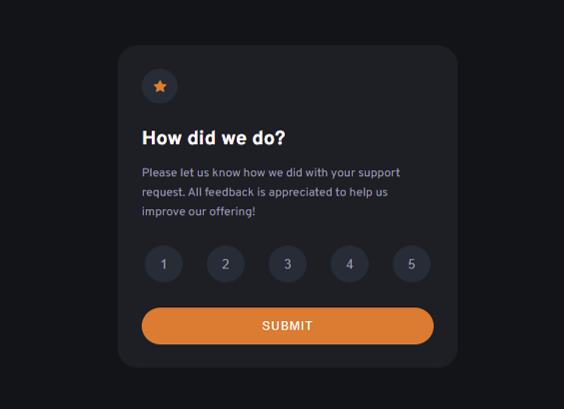 How did we do?
Please let us know how we did with your support
request. All feedback is appreciated to help us
improve our offering!
1 2 3 4 5
SUBMIT